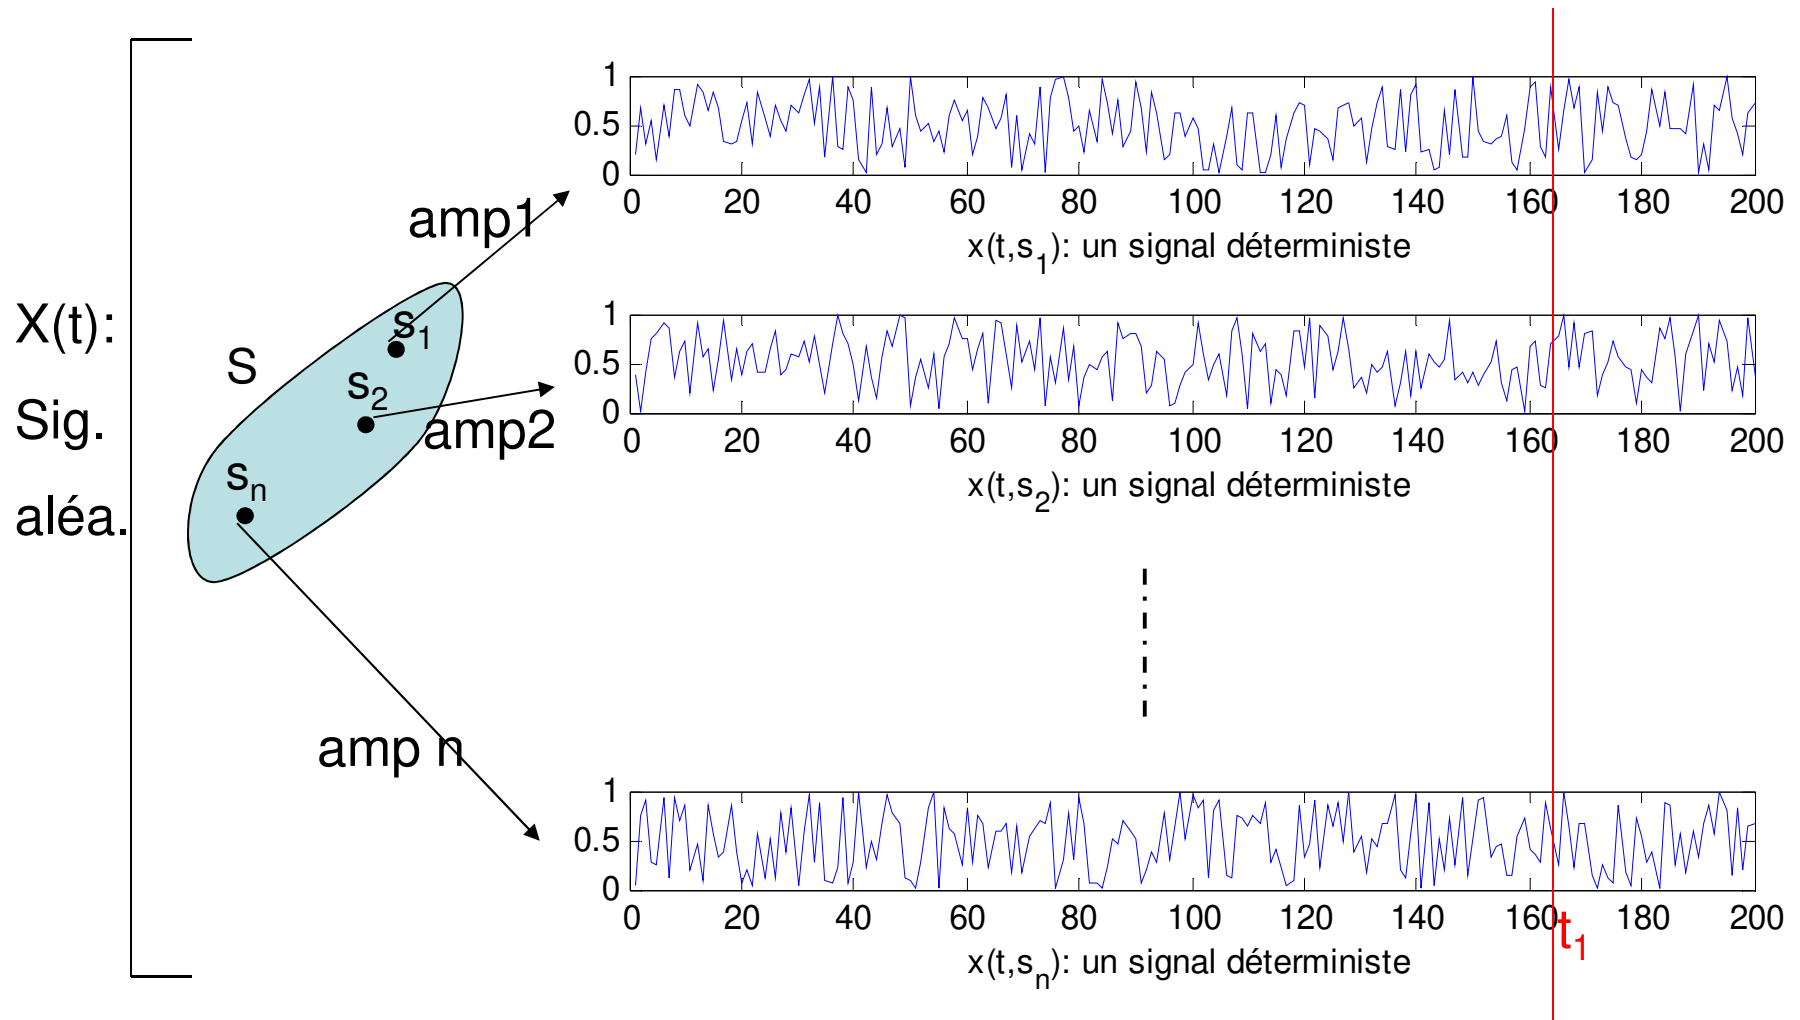 X(t):
Sig.
aléa.
S
s1
s2
sn
amp1
amp2
amp n
1
0.5
0
0 20 40 60 80 100 120 140 160 180 200
x(t,s1): un signal déterministe
1
0.5
0
0 20 40 60 80 100 120 140 160 180 200
x(t,s2): un signal déterministe
1
0.5
0
0 20 40 60 80 100 120 140 160 180 200
t1
x(t,sn): un signal déterministe